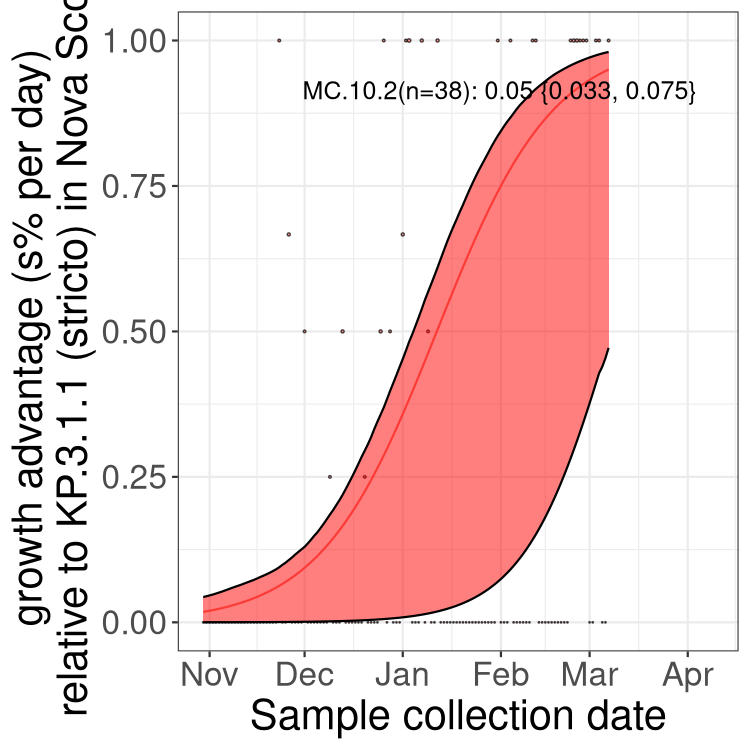 growth advantage (s% per day)
relative to KP.3.1.1 (stricto) in Nova Sco
1.00
0.75
0.50
0.25
0.00
MC.10.2(n=38): 0.05 {0.033, 0.075}
Nov Dec Jan Feb Mar Apr
Sample collection date